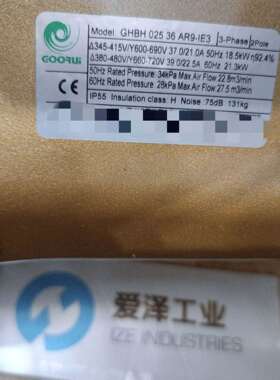 GOORUI
Model: GHBH 025 36 AR9-IE3 3-Phase 2Pole
Δ345-415V/Y600-690V 37.0/21.0A 50Hz 18.5kW η92.4%
Δ380-480V/Y660-720V 39.0/22.5A 60Hz 21.3kW
50Hz Rated Pressure: 34kPa Max.Air Flow 22.8m³/min
60Hz Rated Pressure: 28kPa Max.Air Flow 27.5 m³/min
IP55 Insulation class: H Noise: 75dB 131kg
爱泽工业
IZE INDUSTRIES